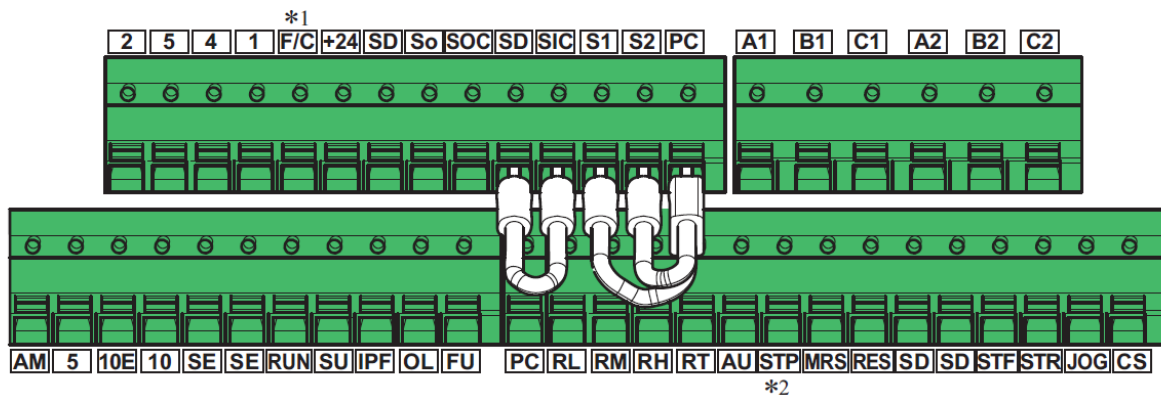 *1
2 5 4 1 F/C +24 SD So SOC SD SIC S1 S2 PC A1 B1 C1 A2 B2 C2
AM 5 10E 10 SE SE RUN SU IPF OL FU PC RL RM RH RT AU STP MRS RES SD SD STF STR JOG CS
*2